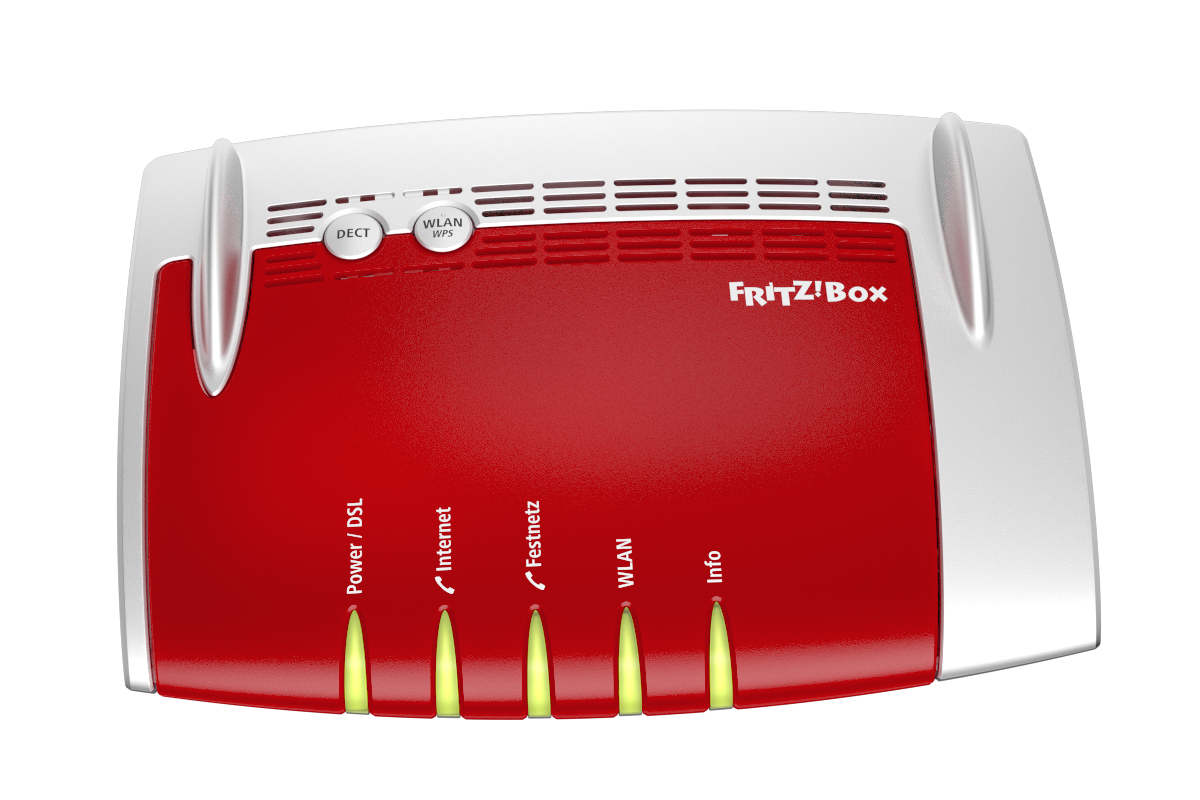 DECT
WLAN
WPS
FRITZ!Box
Power / DSL
Internet
Festnetz
WLAN
Info